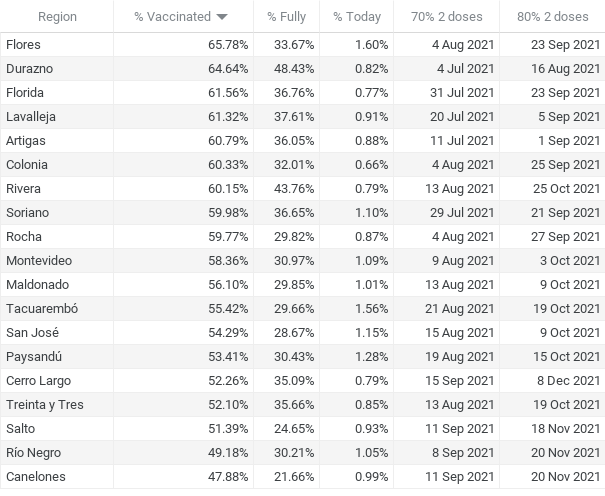 Region % Vaccinated % Fully % Today 70% 2 doses 80% 2 doses
Flores 65.78% 33.67% 1.60% 4 Aug 2021 23 Sep 2021
Durazno 64.64% 48.43% 0.82% 4 Jul 2021 16 Aug 2021
Florida 61.56% 36.76% 0.77% 31 Jul 2021 23 Sep 2021
Lavalleja 61.32% 37.61% 0.91% 20 Jul 2021 5 Sep 2021
Artigas 60.79% 36.05% 0.88% 11 Jul 2021 1 Sep 2021
Colonia 60.33% 32.01% 0.66% 4 Aug 2021 25 Sep 2021
Rivera 60.15% 43.76% 0.79% 13 Aug 2021 25 Oct 2021
Soriano 59.98% 36.65% 1.10% 29 Jul 2021 21 Sep 2021
Rocha 59.77% 29.82% 0.87% 4 Aug 2021 27 Sep 2021
Montevideo 58.36% 30.97% 1.09% 9 Aug 2021 3 Oct 2021
Maldonado 56.10% 29.85% 1.01% 13 Aug 2021 9 Oct 2021
Tacuarembó 55.42% 29.66% 1.56% 21 Aug 2021 19 Oct 2021
San José 54.29% 28.67% 1.15% 15 Aug 2021 9 Oct 2021
Paysandú 53.41% 30.43% 1.28% 19 Aug 2021 15 Oct 2021
Cerro Largo 52.26% 35.09% 0.79% 15 Sep 2021 8 Dec 2021
Treinta y Tres 52.10% 35.66% 0.85% 13 Aug 2021 19 Oct 2021
Salto 51.39% 24.65% 0.93% 11 Sep 2021 18 Nov 2021
Río Negro 49.18% 30.21% 1.05% 8 Sep 2021 20 Nov 2021
Canelones 47.88% 21.66% 0.99% 11 Sep 2021 20 Nov 2021